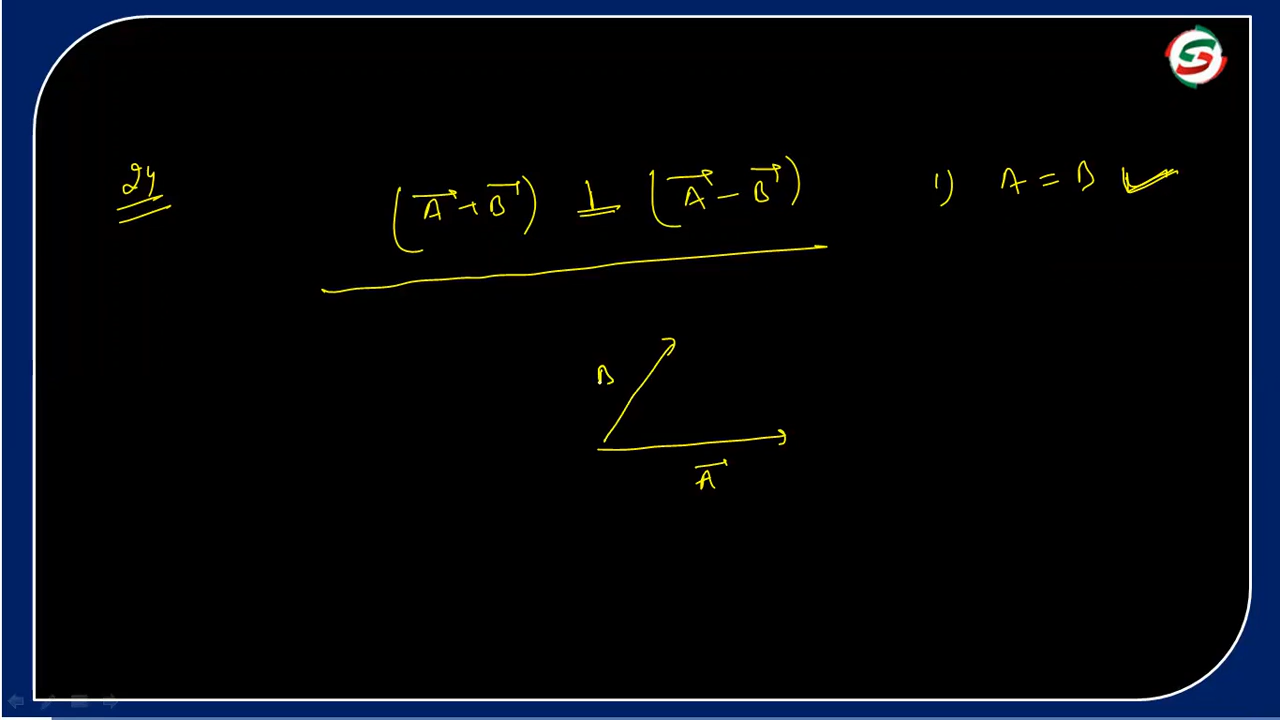 24
(A⃗ + B⃗) ⊥ (A⃗ − B⃗)
1) A = B ✓
B
A⃗